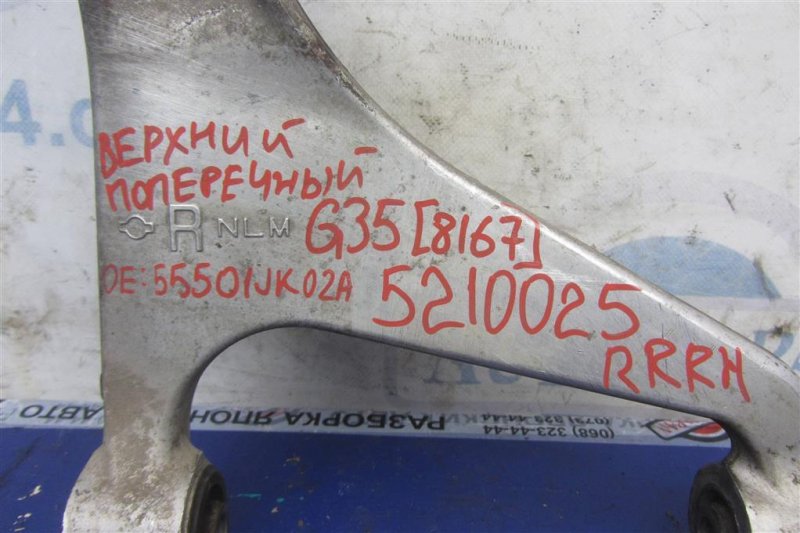 ВЕРХНИЙ
ПОПЕРЕЧНЫЙ
R NLM
G35 [8167]
OE: 55501JK02A
5210025
RRRH
РАЗБОРКА ЯПОН
АВТО
(068) 323-44-44